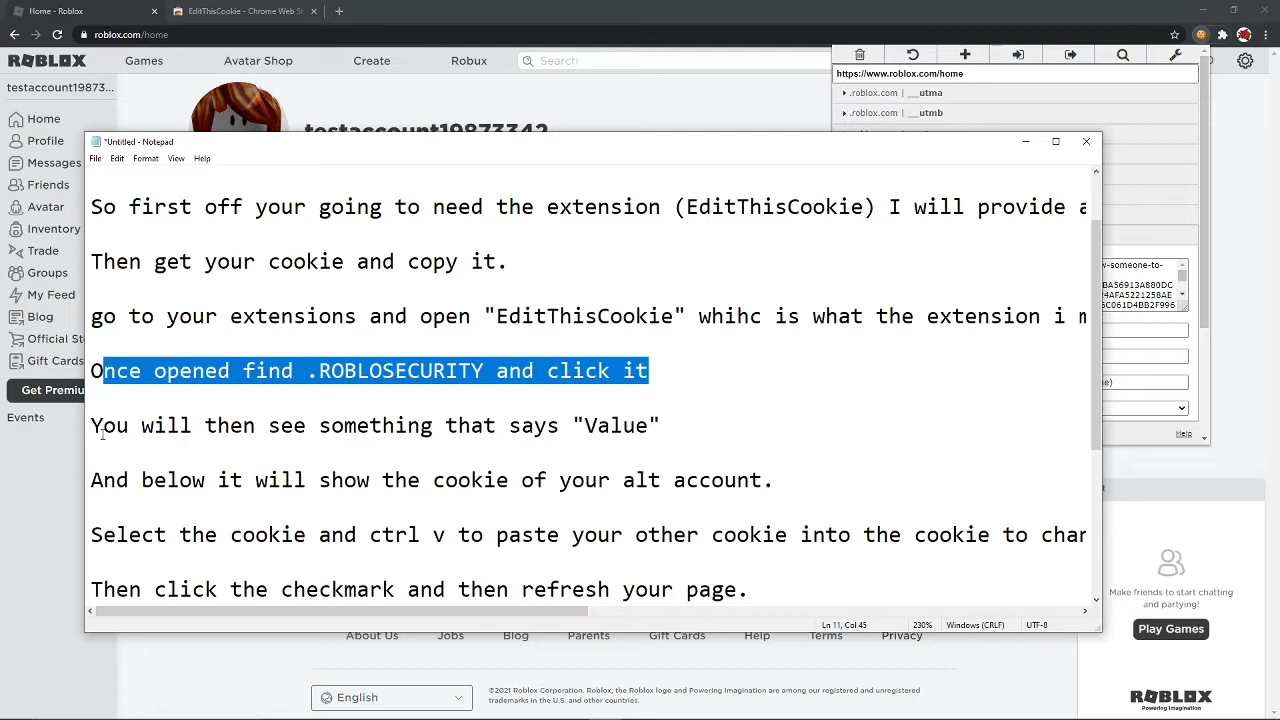 Home - Roblox
EditThisCookie - Chrome Web St
roblox.com/home
ROBLOX
Games
Avatar Shop
Create
Robux
Search
https://www.roblox.com/home
.roblox.com | __utma
.roblox.com | __utmb
testaccount19873...
testaccount19873342
Home
Profile
Messages
Friends
Avatar
Inventory
Trade
Groups
My Feed
Blog
Official St
Gift Cards
Get Premiu
Events
*Untitled - Notepad
File Edit Format View Help
So first off your going to need the extension (EditThisCookie) I will provide a
Then get your cookie and copy it.
go to your extensions and open "EditThisCookie" whihc is what the extension i m
Once opened find .ROBLOSECURITY and click it
You will then see something that says "Value"
And below it will show the cookie of your alt account.
Select the cookie and ctrl v to paste your other cookie into the cookie to chan
Then click the checkmark and then refresh your page.
Ln 11, Col 45
230%
Windows (CRLF)
UTF-8
w-someone-to-
BA56913A880DC
24AFA5221258AE
5C061D4BB2F996
Help
Make friends to start chatting
and partying!
Play Games
About Us
Jobs
Blog
Parents
Gift Cards
Help
Terms
Privacy
English
©2021 Roblox Corporation. Roblox, the Roblox logo and Powering Imagination are among our registered and unregistered
trademarks in the U.S. and other countries.
ROBLOX
Powering Imagination